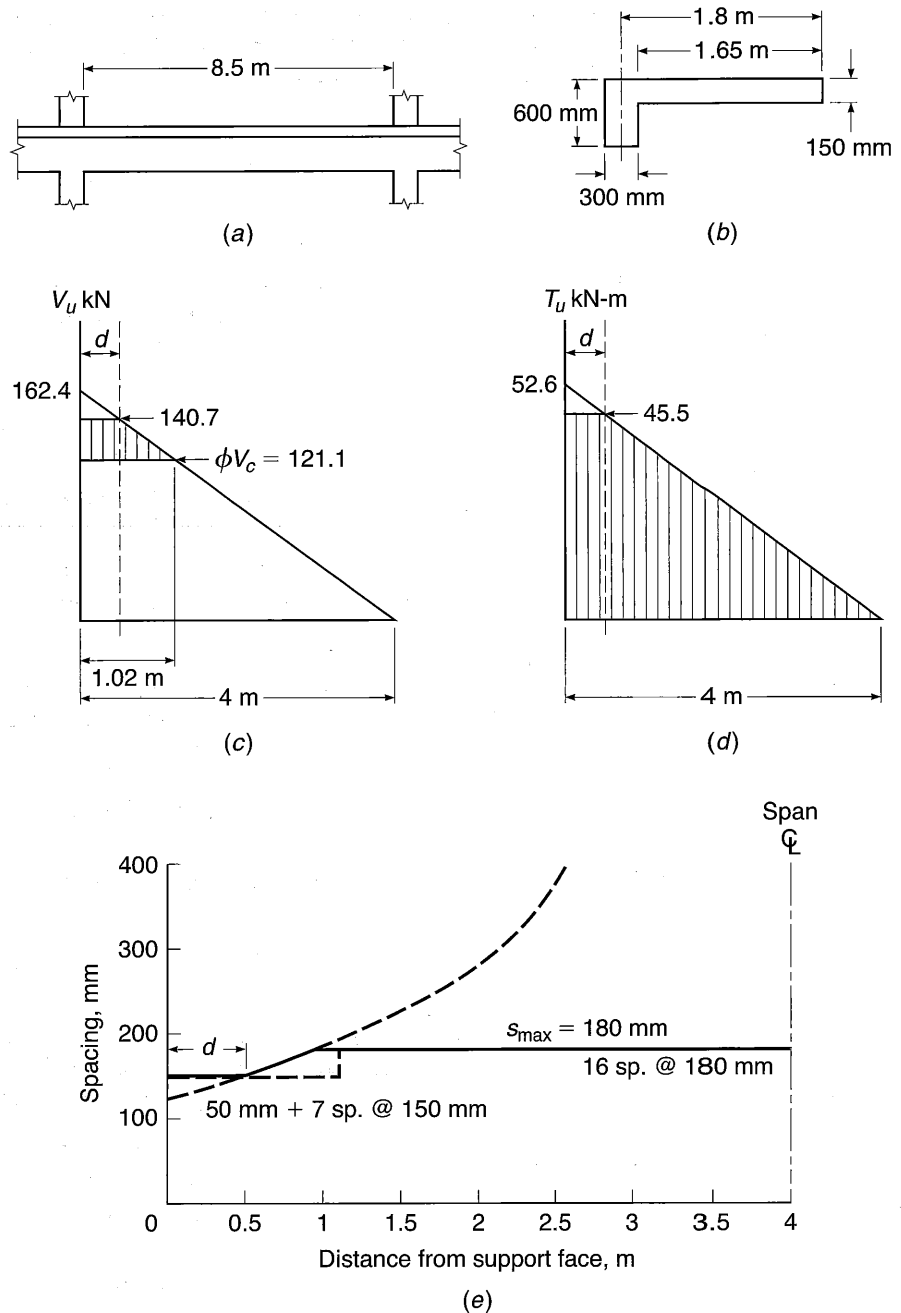 8.5 m
(a)
1.8 m
1.65 m
600 mm
150 mm
300 mm
(b)
V_u kN
d
162.4
140.7
ϕV_c = 121.1
1.02 m
4 m
(c)
T_u kN-m
d
52.6
45.5
4 m
(d)
Span
℄
400
300
200
100
0
Spacing, mm
d
s_max = 180 mm
16 sp. @ 180 mm
50 mm + 7 sp. @ 150 mm
0.5 1 1.5 2 2.5 3 3.5 4
Distance from support face, m
(e)